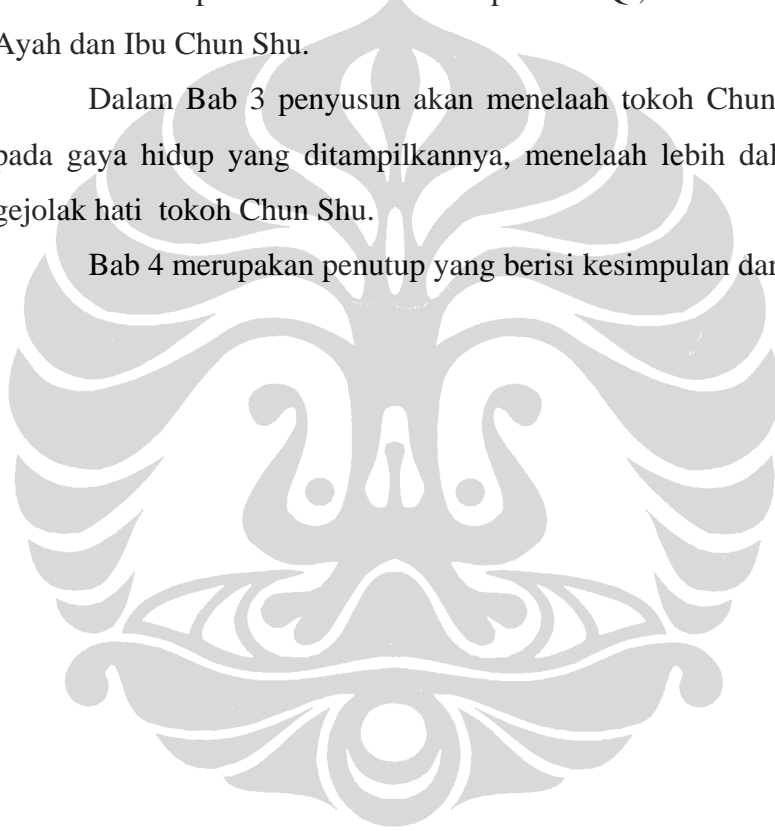 Ayah dan Ibu Chun Shu.
Dalam Bab 3 penyusun akan menelaah tokoh Chun
pada gaya hidup yang ditampilkannya, menelaah lebih dal
gejolak hati tokoh Chun Shu.
Bab 4 merupakan penutup yang berisi kesimpulan dar